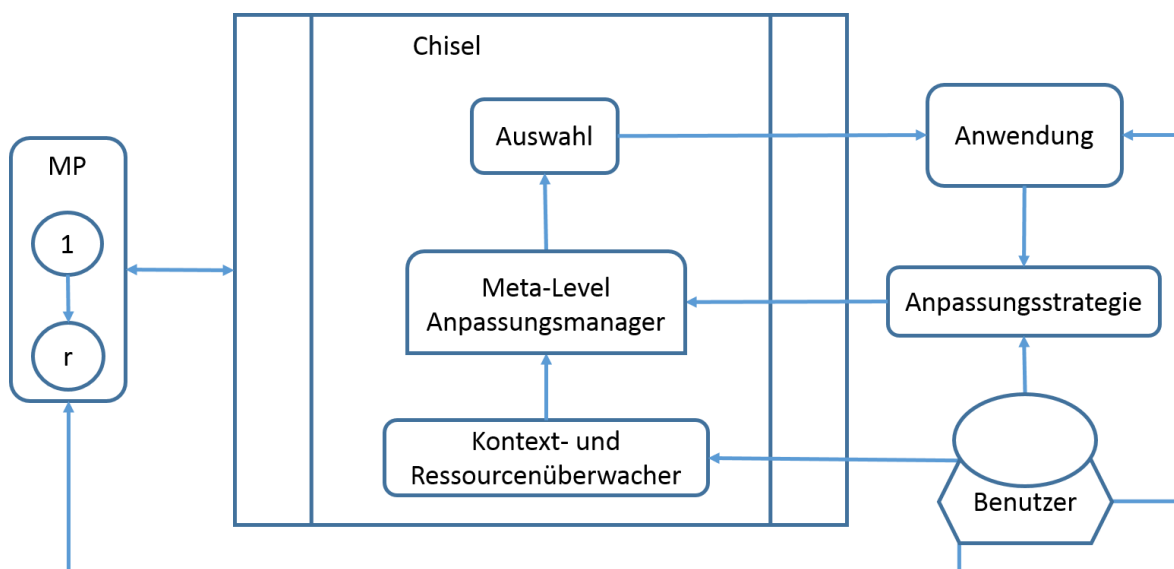 Chisel
Auswahl
Anwendung
MP
1
r
Meta-Level
Anpassungsmanager
Anpassungsstrategie
Kontext- und
Ressourcenüberwacher
Benutzer